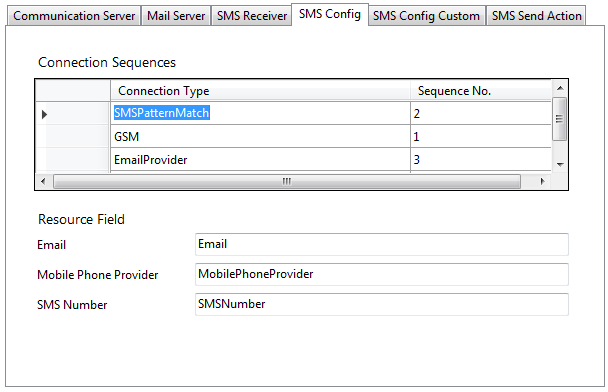 Communication Server Mail Server SMS Receiver SMS Config SMS Config Custom SMS Send Action
Connection Sequences
Connection Type Sequence No.
SMSPatternMatch 2
GSM 1
EmailProvider 3
Resource Field
Email Email
Mobile Phone Provider MobilePhoneProvider
SMS Number SMSNumber